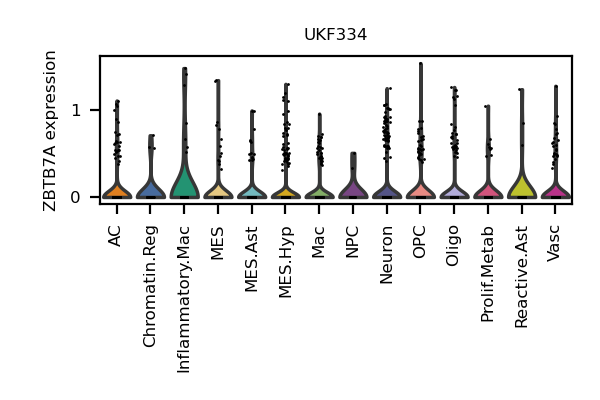 UKF334
ZBTB7A expression
1
0
AC
Chromatin.Reg
Inflammatory.Mac
MES
MES.Ast
MES.Hyp
Mac
NPC
Neuron
OPC
Oligo
Prolif.Metab
Reactive.Ast
Vasc